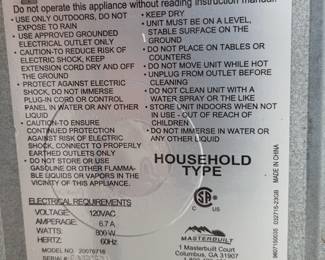 Do not operate this appliance without reading instruction manual.
• USE ONLY OUTDOORS, DO NOT
EXPOSE TO RAIN
• USE APPROVED GROUNDED
ELECTRICAL OUTLET ONLY
• CAUTION-TO REDUCE RISK OF
ELECTRIC SHOCK, KEEP
EXTENSION CORD DRY AND OFF
THE GROUND
• PROTECT AGAINST ELECTRIC
SHOCK, DO NOT IMMERSE
PLUG-IN CORD OR CONTROL
PANEL IN WATER OR ANY OTHER
LIQUID
• CAUTION-TO ENSURE
CONTINUED PROTECTION
AGAINST RISK OF ELECTRIC
SHOCK, CONNECT TO PROPERLY
EARTHED OUTLETS ONLY
• DO NOT STORE OR USE
GASOLINE OR OTHER FLAMMA-
BLE LIQUIDS OR VAPORS IN THE
VICINITY OF THIS APPLIANCE.
• KEEP DRY
• UNIT MUST BE ON A LEVEL,
STABLE SURFACE ON THE
GROUND
• DO NOT PLACE ON TABLES OR
COUNTERS
• DO NOT MOVE UNIT WHILE HOT
• UNPLUG FROM OUTLET BEFORE
CLEANING
• DO NOT CLEAN UNIT WITH A
WATER SPRAY OR THE LIKE
• STORE UNIT INDOORS WHEN NOT
IN USE - OUT OF REACH OF
CHILDREN
• DO NOT IMMERSE IN WATER OR
ANY OTHER LIQUID
HOUSEHOLD
TYPE
ELECTRICAL REQUIREMENTS
VOLTAGE: 120VAC
AMPERAGE: 6.7 A
WATTS: 800 W
HERTZ: 60Hz
MODEL NO: 20078716
C US
MASTERBUILT
1 Masterbuilt Court
Columbus, GA 31907
MADE IN CHINA